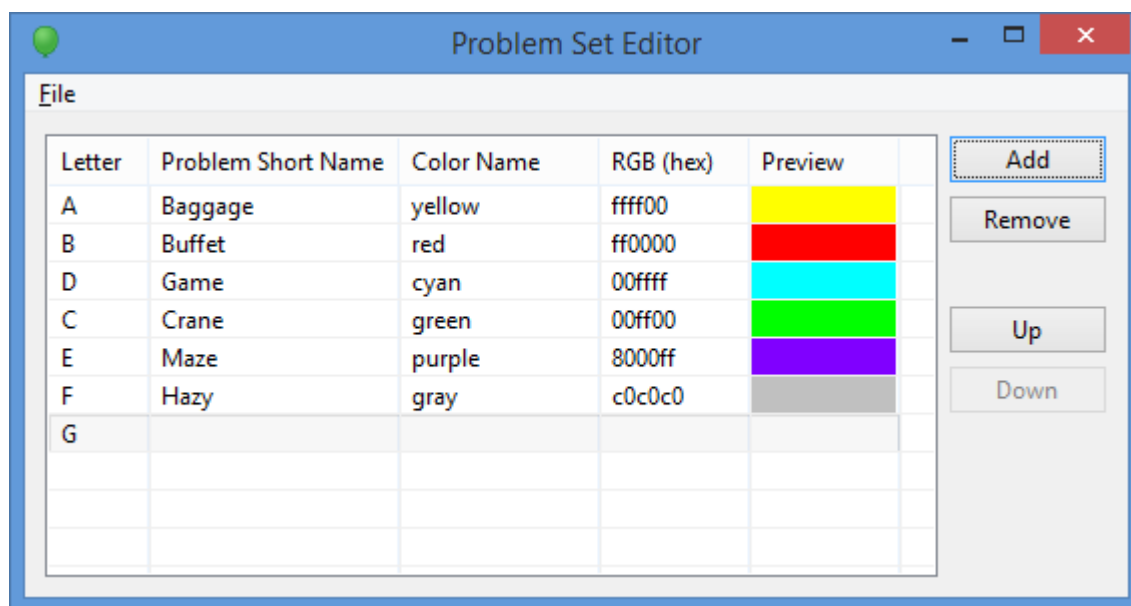 Problem Set Editor
File
Letter Problem Short Name Color Name RGB (hex) Preview
A Baggage yellow ffff00
B Buffet red ff0000
D Game cyan 00ffff
C Crane green 00ff00
E Maze purple 8000ff
F Hazy gray c0c0c0
G
Add
Remove
Up
Down